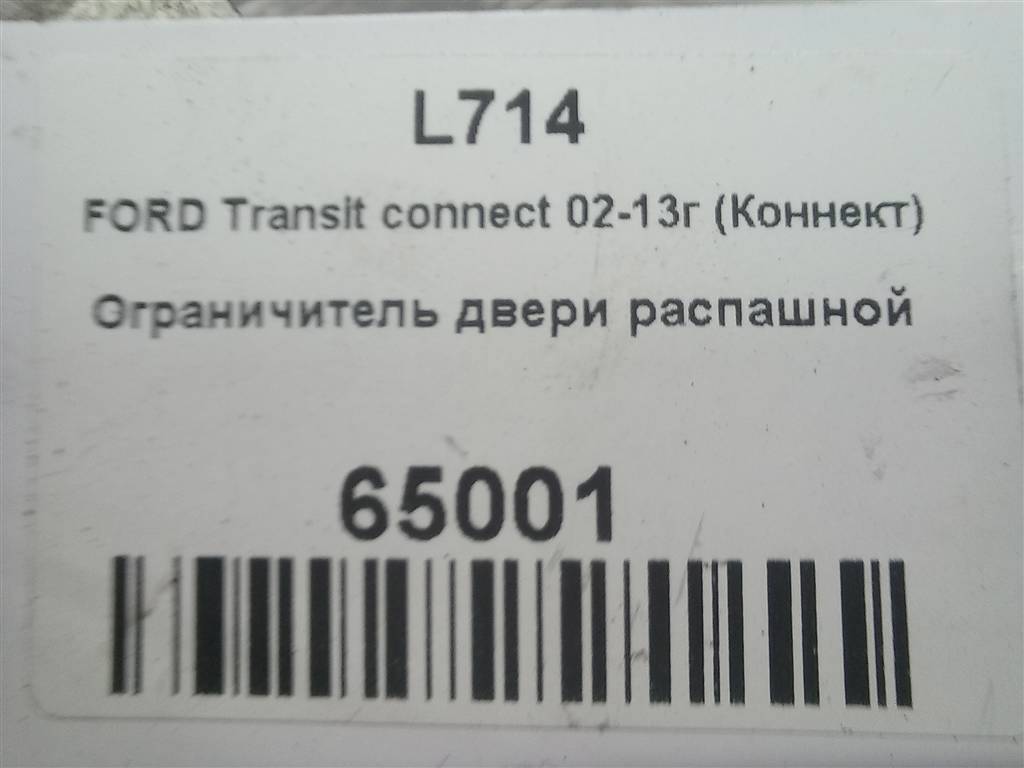 L714
FORD Transit connect 02-13г (Коннект)
Ограничитель двери распашной
65001